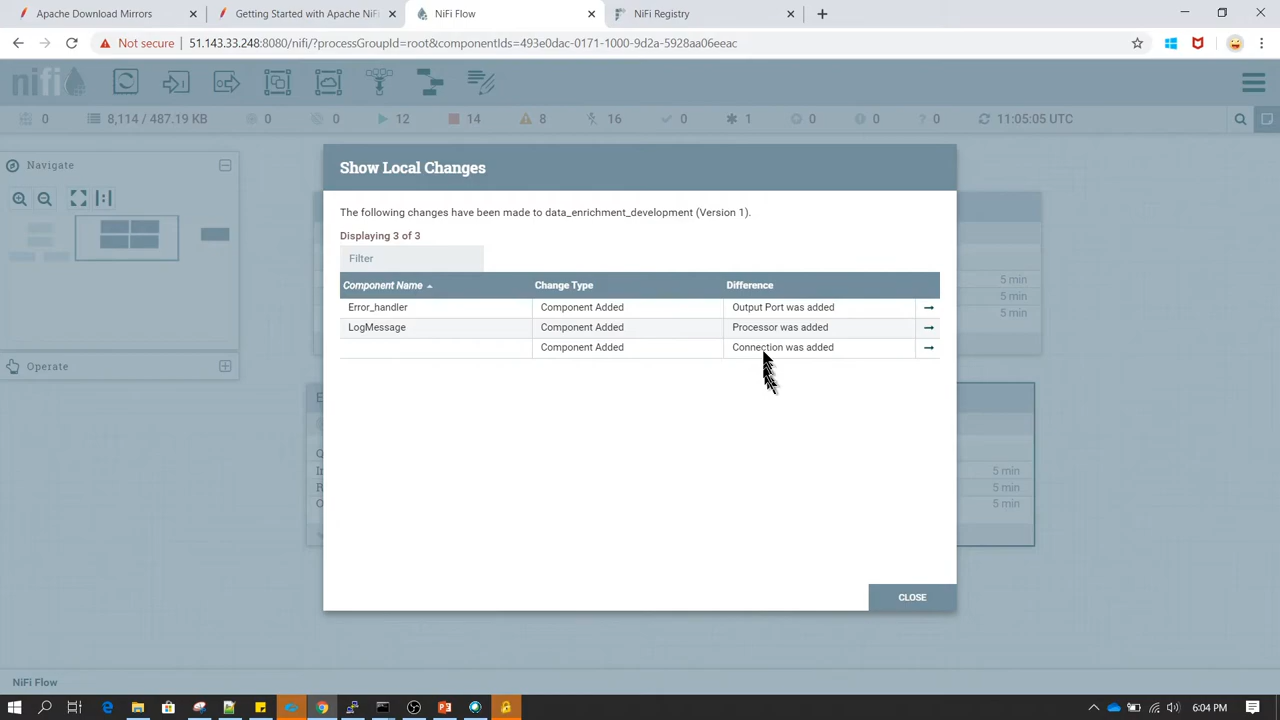 Apache Download Mirrors
Getting Started with Apache NiFi
NiFi Flow
NiFi Registry
Not secure
51.143.33.248:8080/nifi/?processGroupId=root&componentIds=493e0dac-0171-1000-9d2a-5928aa06eeac
nifi
0
8,114 / 487.19 KB
0
0
12
14
8
16
0
1
0
0
0
11:05:05 UTC
Navigate
Operate
Show Local Changes
The following changes have been made to data_enrichment_development (Version 1).
Displaying 3 of 3
Filter
Component Name
Change Type
Difference
Error_handler
Component Added
Output Port was added
LogMessage
Component Added
Processor was added
Component Added
Connection was added
5 min
5 min
5 min
5 min
5 min
5 min
CLOSE
NiFi Flow
6:04 PM